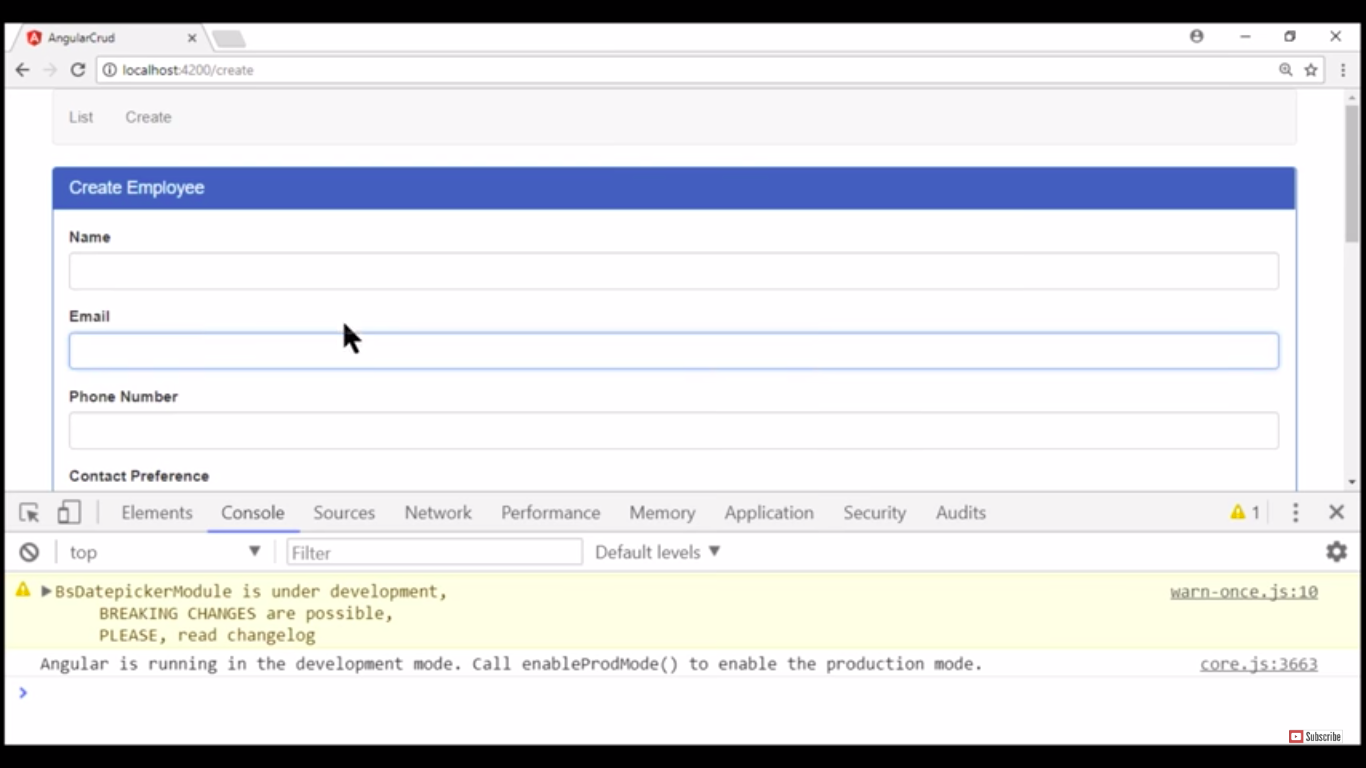 AngularCrud
localhost:4200/create
List Create
Create Employee
Name
Email
Phone Number
Contact Preference
Elements Console Sources Network Performance Memory Application Security Audits 1
top Filter Default levels
BsDatepickerModule is under development, warn-once.js:10
BREAKING CHANGES are possible,
PLEASE, read changelog
Angular is running in the development mode. Call enableProdMode() to enable the production mode. core.js:3663
Subscribe